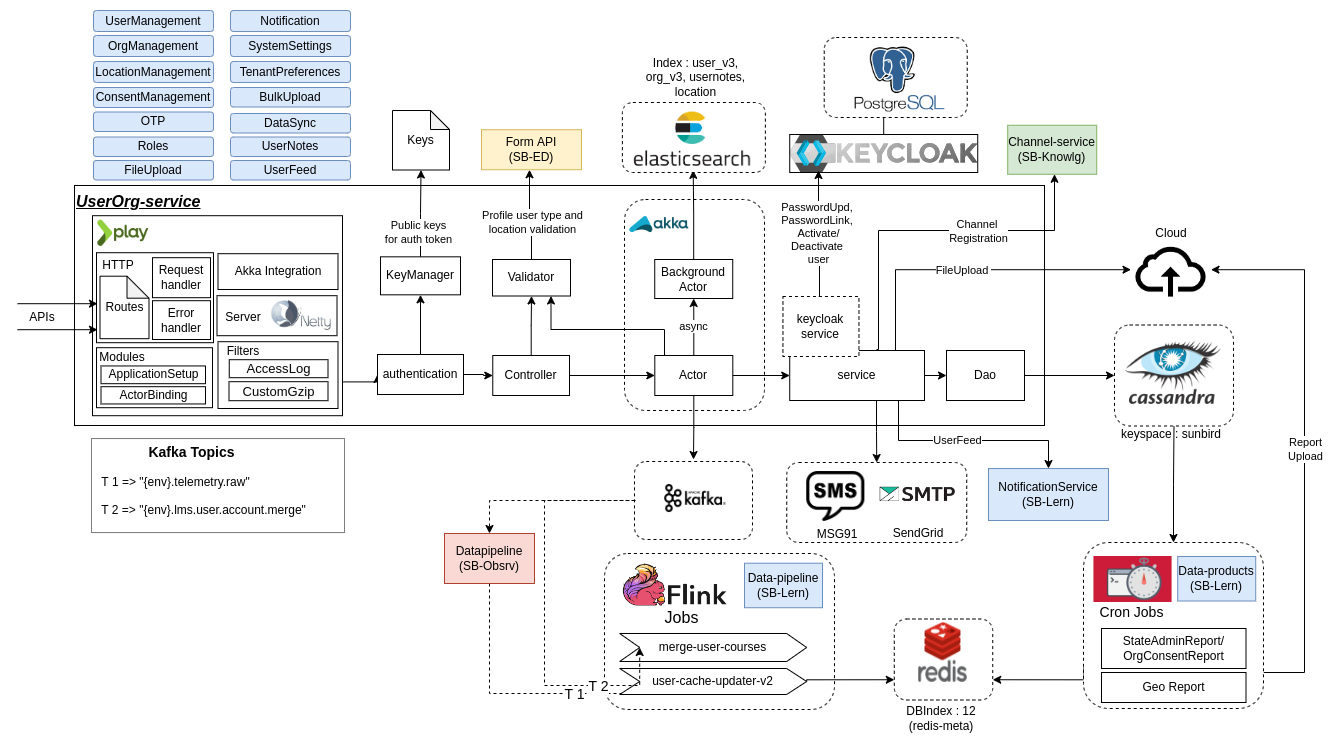 UserManagement
OrgManagement
LocationManagement
ConsentManagement
OTP
Roles
FileUpload
Notification
SystemSettings
TenantPreferences
BulkUpload
DataSync
UserNotes
UserFeed
Keys
Form API
(SB-ED)
Index : user_v3,
org_v3, usernotes,
location
elasticsearch
PostgreSQL
KEYCLOAK
Channel-service
(SB-Knowlg)
UserOrg-service
play
HTTP
Routes
Request
handler
Error
handler
Akka Integration
Server
Netty
Modules
ApplicationSetup
ActorBinding
Filters
AccessLog
CustomGzip
APIs
Public keys
for auth token
KeyManager
authentication
Profile user type and
location validation
Validator
Controller
akka
Background
Actor
async
Actor
PasswordUpd,
PasswordLink,
Activate/
Deactivate
user
keycloak
service
service
Channel
Registration
FileUpload
Dao
Cloud
cassandra
keyspace : sunbird
Report
Upload
Kafka Topics
T 1 => "{env}.telemetry.raw"
T 2 => "{env}.lms.user.account.merge"
kafka
SMS
MSG91
SMTP
SendGrid
UserFeed
NotificationService
(SB-Lern)
Datapipeline
(SB-Obsrv)
Flink
Jobs
Data-pipeline
(SB-Lern)
merge-user-courses
user-cache-updater-v2
T 1
T 2
redis
DBIndex : 12
(redis-meta)
Data-products
(SB-Lern)
Cron Jobs
StateAdminReport/
OrgConsentReport
Geo Report